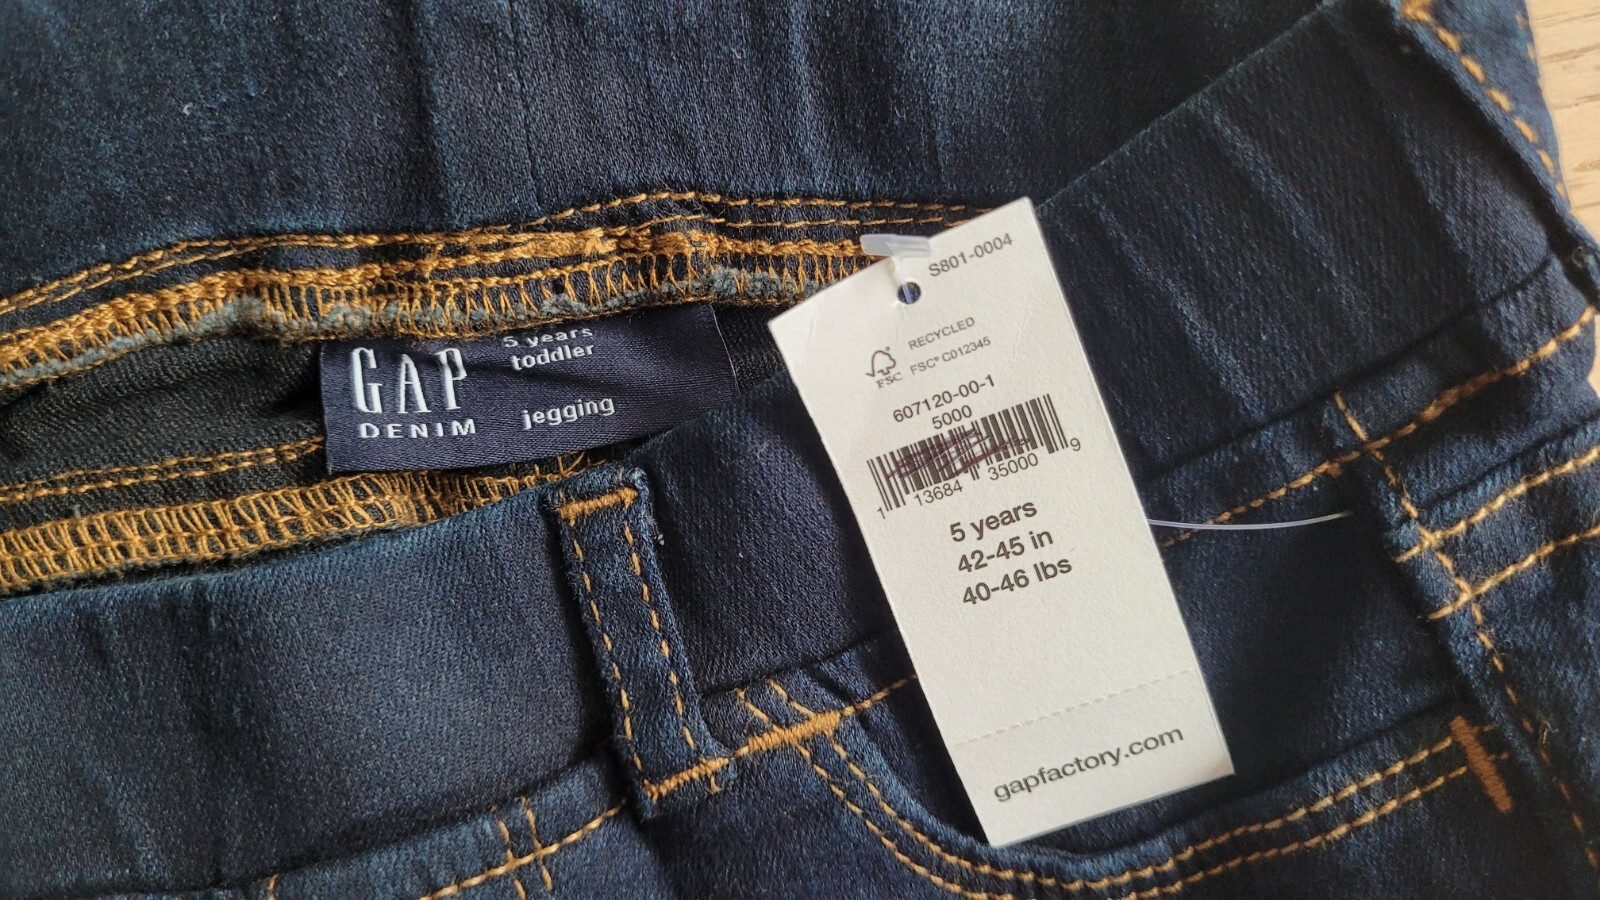 GAP
DENIM
5 years
toddler
jegging
S801-0004
RECYCLED
FSC® C012345
FSC
607120-00-1
5000
1 13684 35000 9
5 years
42-45 in
40-46 lbs
gapfactory.com